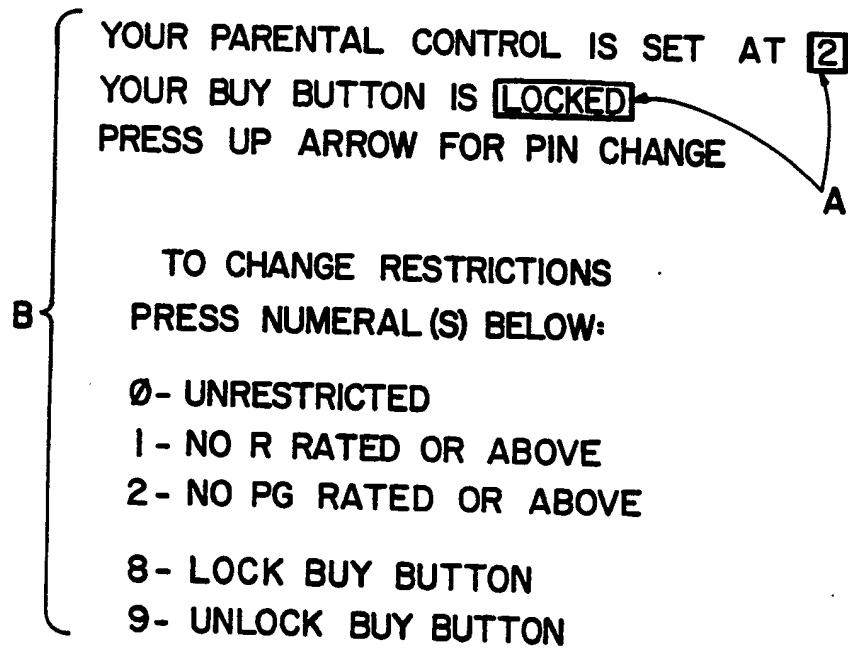 YOUR PARENTAL CONTROL IS SET AT 2
YOUR BUY BUTTON IS LOCKED
PRESS UP ARROW FOR PIN CHANGE
A
TO CHANGE RESTRICTIONS
B
PRESS NUMERAL(S) BELOW:
0- UNRESTRICTED
1- NO R RATED OR ABOVE
2- NO PG RATED OR ABOVE
8- LOCK BUY BUTTON
9- UNLOCK BUY BUTTON